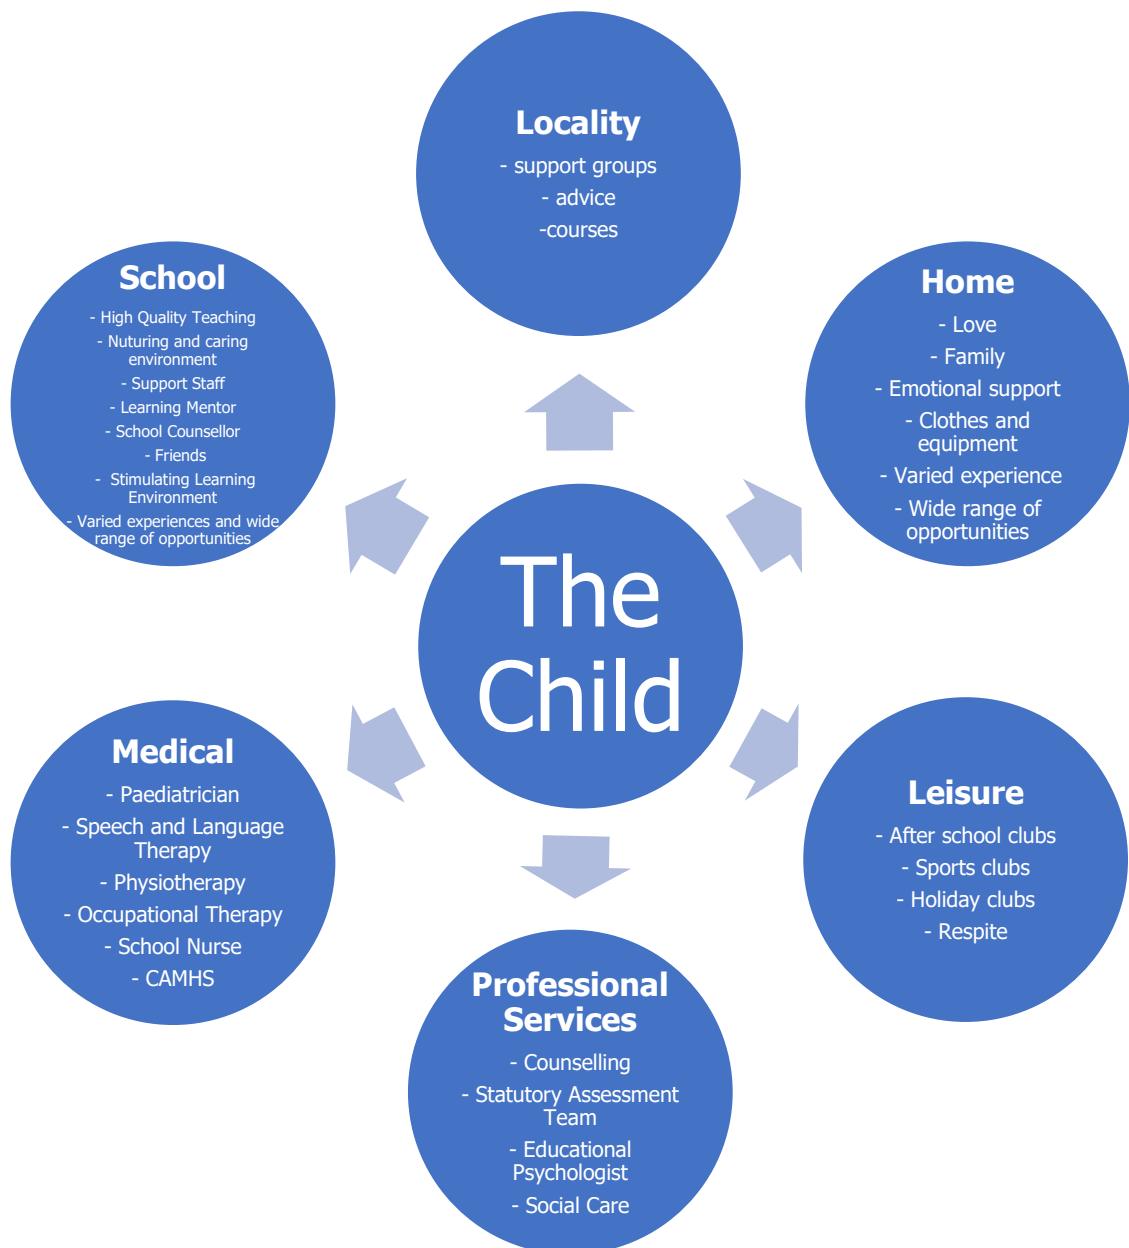 Locality
- support groups
- advice
-courses
School
- High Quality Teaching
- Nuturing and caring
environment
- Support Staff
- Learning Mentor
- School Counsellor
- Friends
- Stimulating Learning
Environment
- Varied experiences and wide
range of opportunities
Home
- Love
- Family
- Emotional support
- Clothes and
equipment
- Varied experience
- Wide range of
opportunities
The
Child
Medical
- Paediatrician
- Speech and Language
Therapy
- Physiotherapy
- Occupational Therapy
- School Nurse
- CAMHS
Leisure
- After school clubs
- Sports clubs
- Holiday clubs
- Respite
Professional
Services
- Counselling
- Statutory Assessment
Team
- Educational
Psychologist
- Social Care